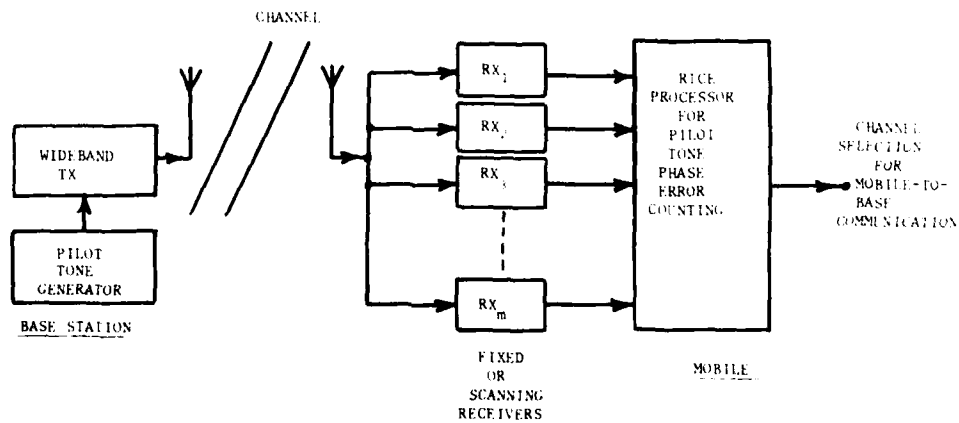 CHANNEL
WIDEBAND
TX
PILOT
TONE
GENERATOR
BASE STATION
RX1
RX2
RX3
RXm
FIXED
OR
SCANNING
RECEIVERS
RICE
PROCESSOR
FOR
PILOT
TONE
PHASE
ERROR
COUNTING
MOBILE
CHANNEL
SELECTION
FOR
MOBILE-TO-
BASE
COMMUNICATION